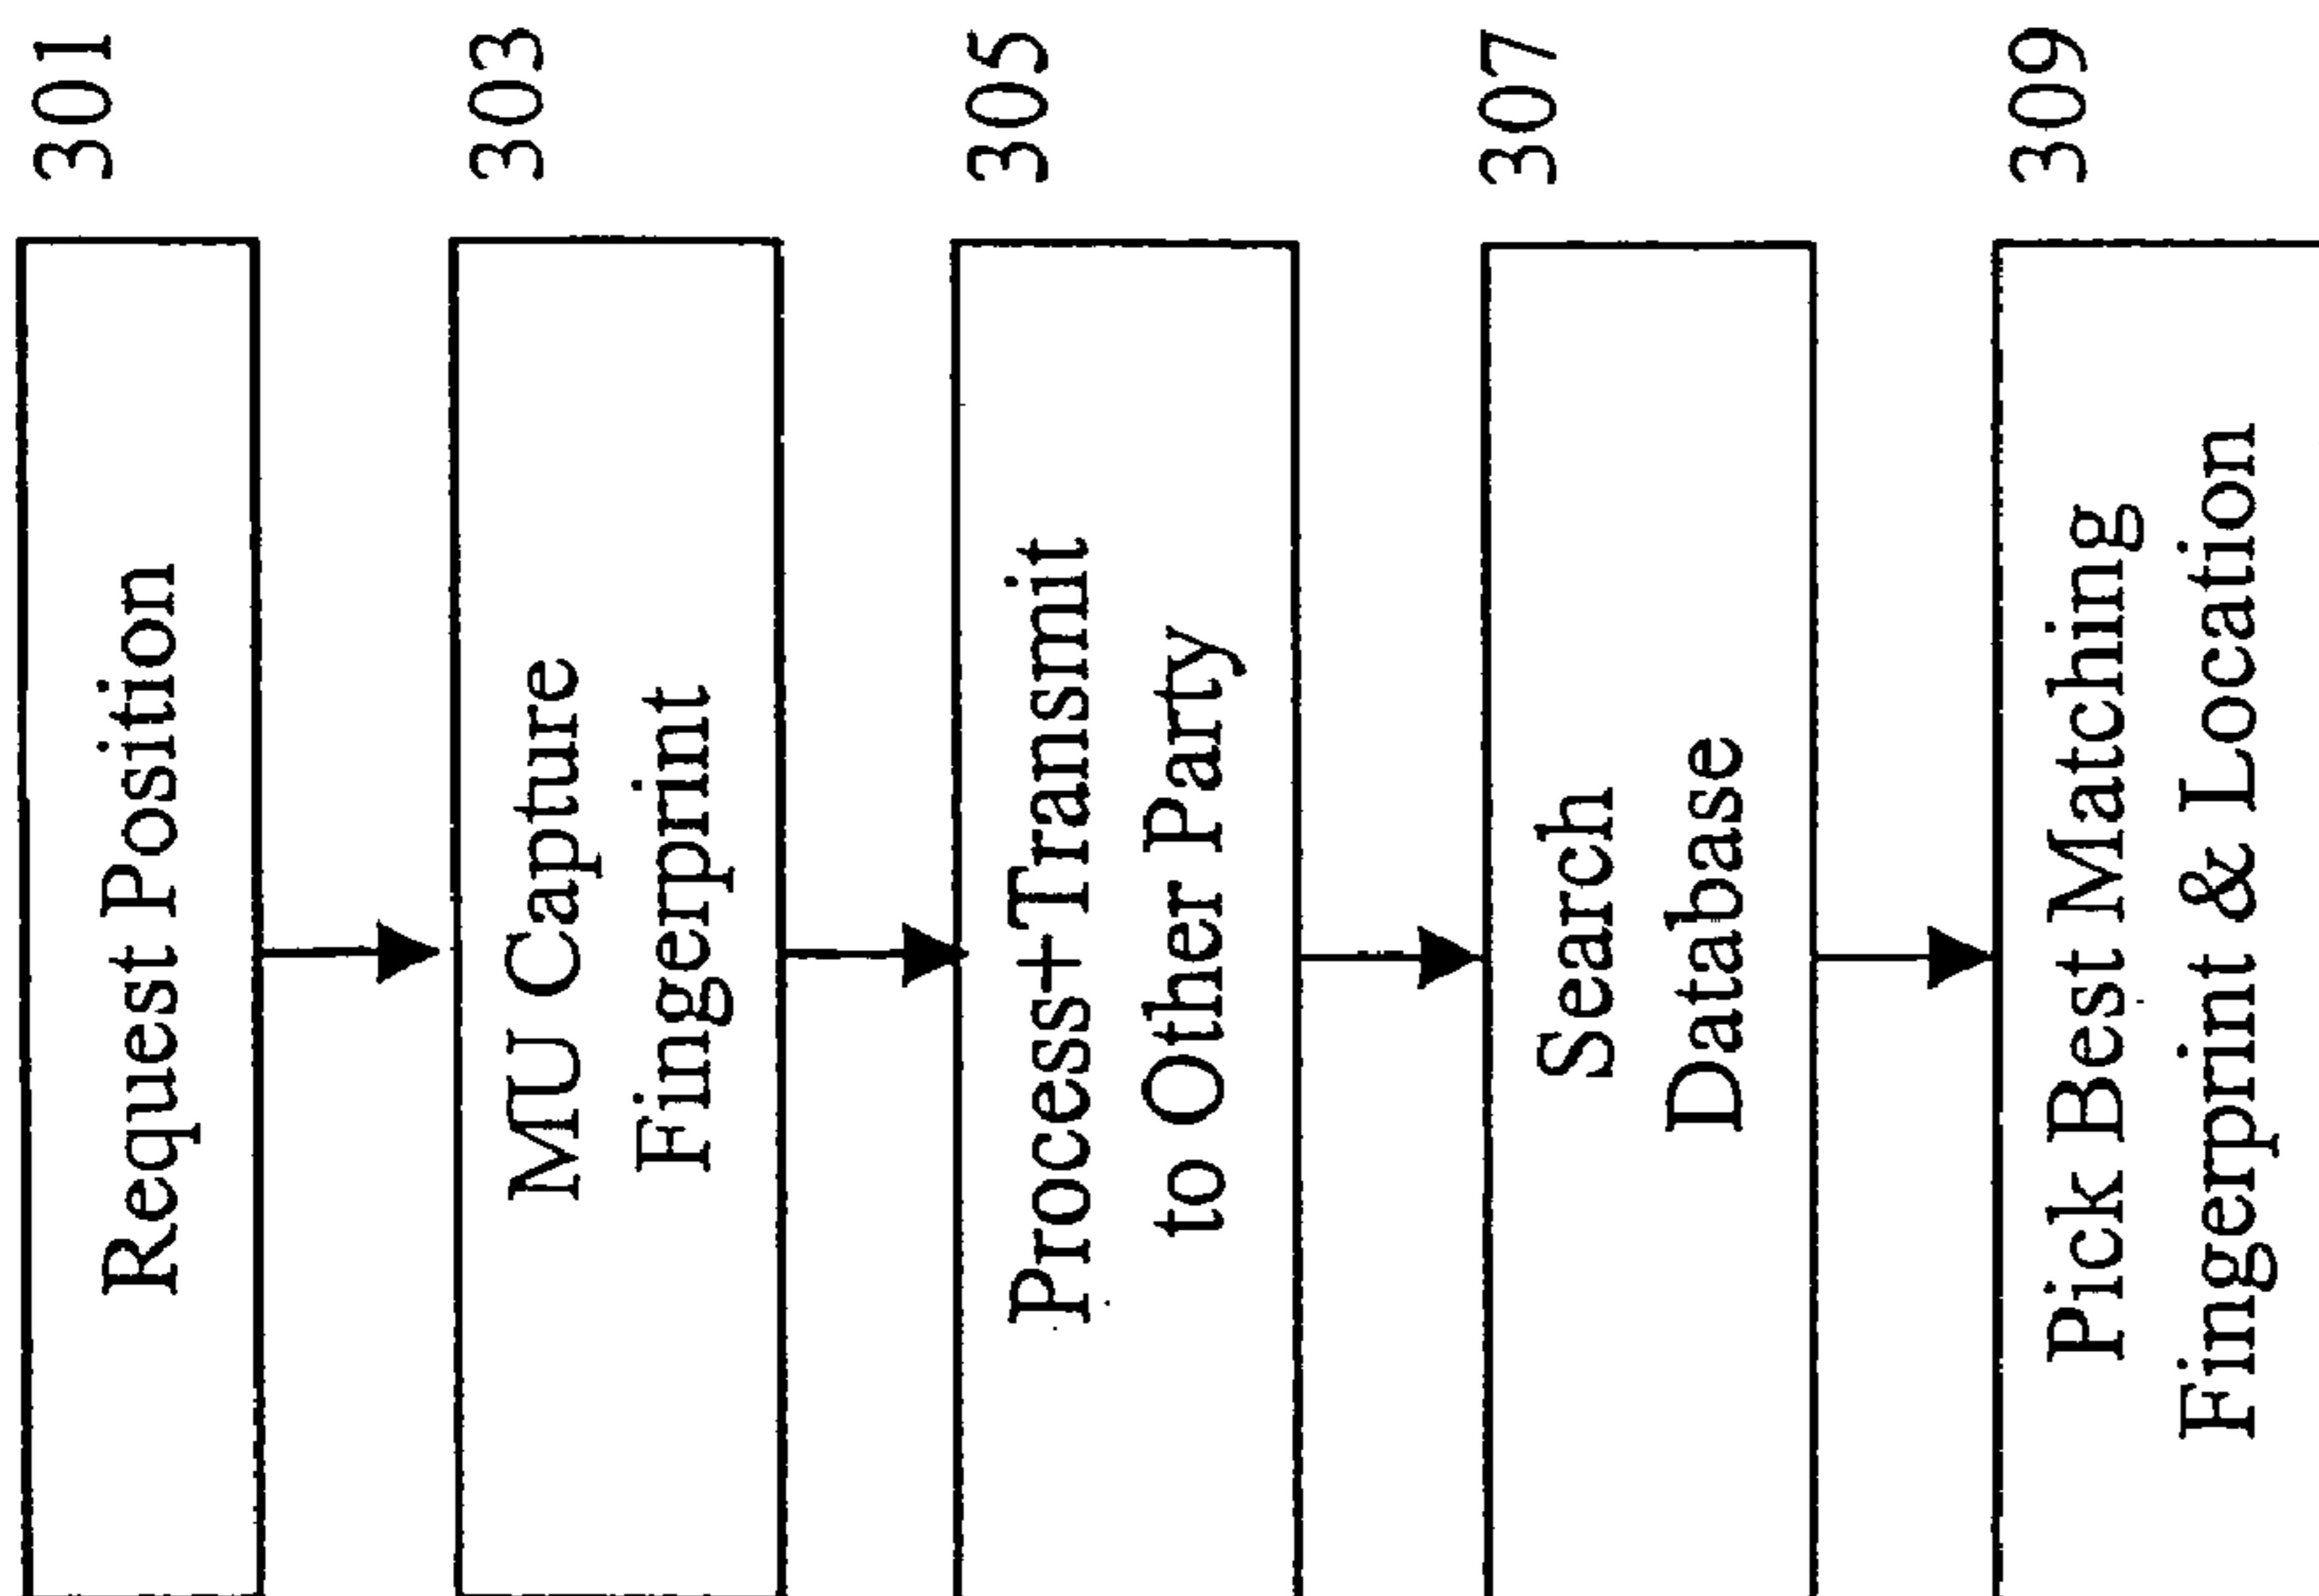 Request Position
301
MU Capture
Fingerprint
303
Process+Transmit
to Other Party
305
Search
Database
307
Pick Best Matching
Fingerprint & Location
309